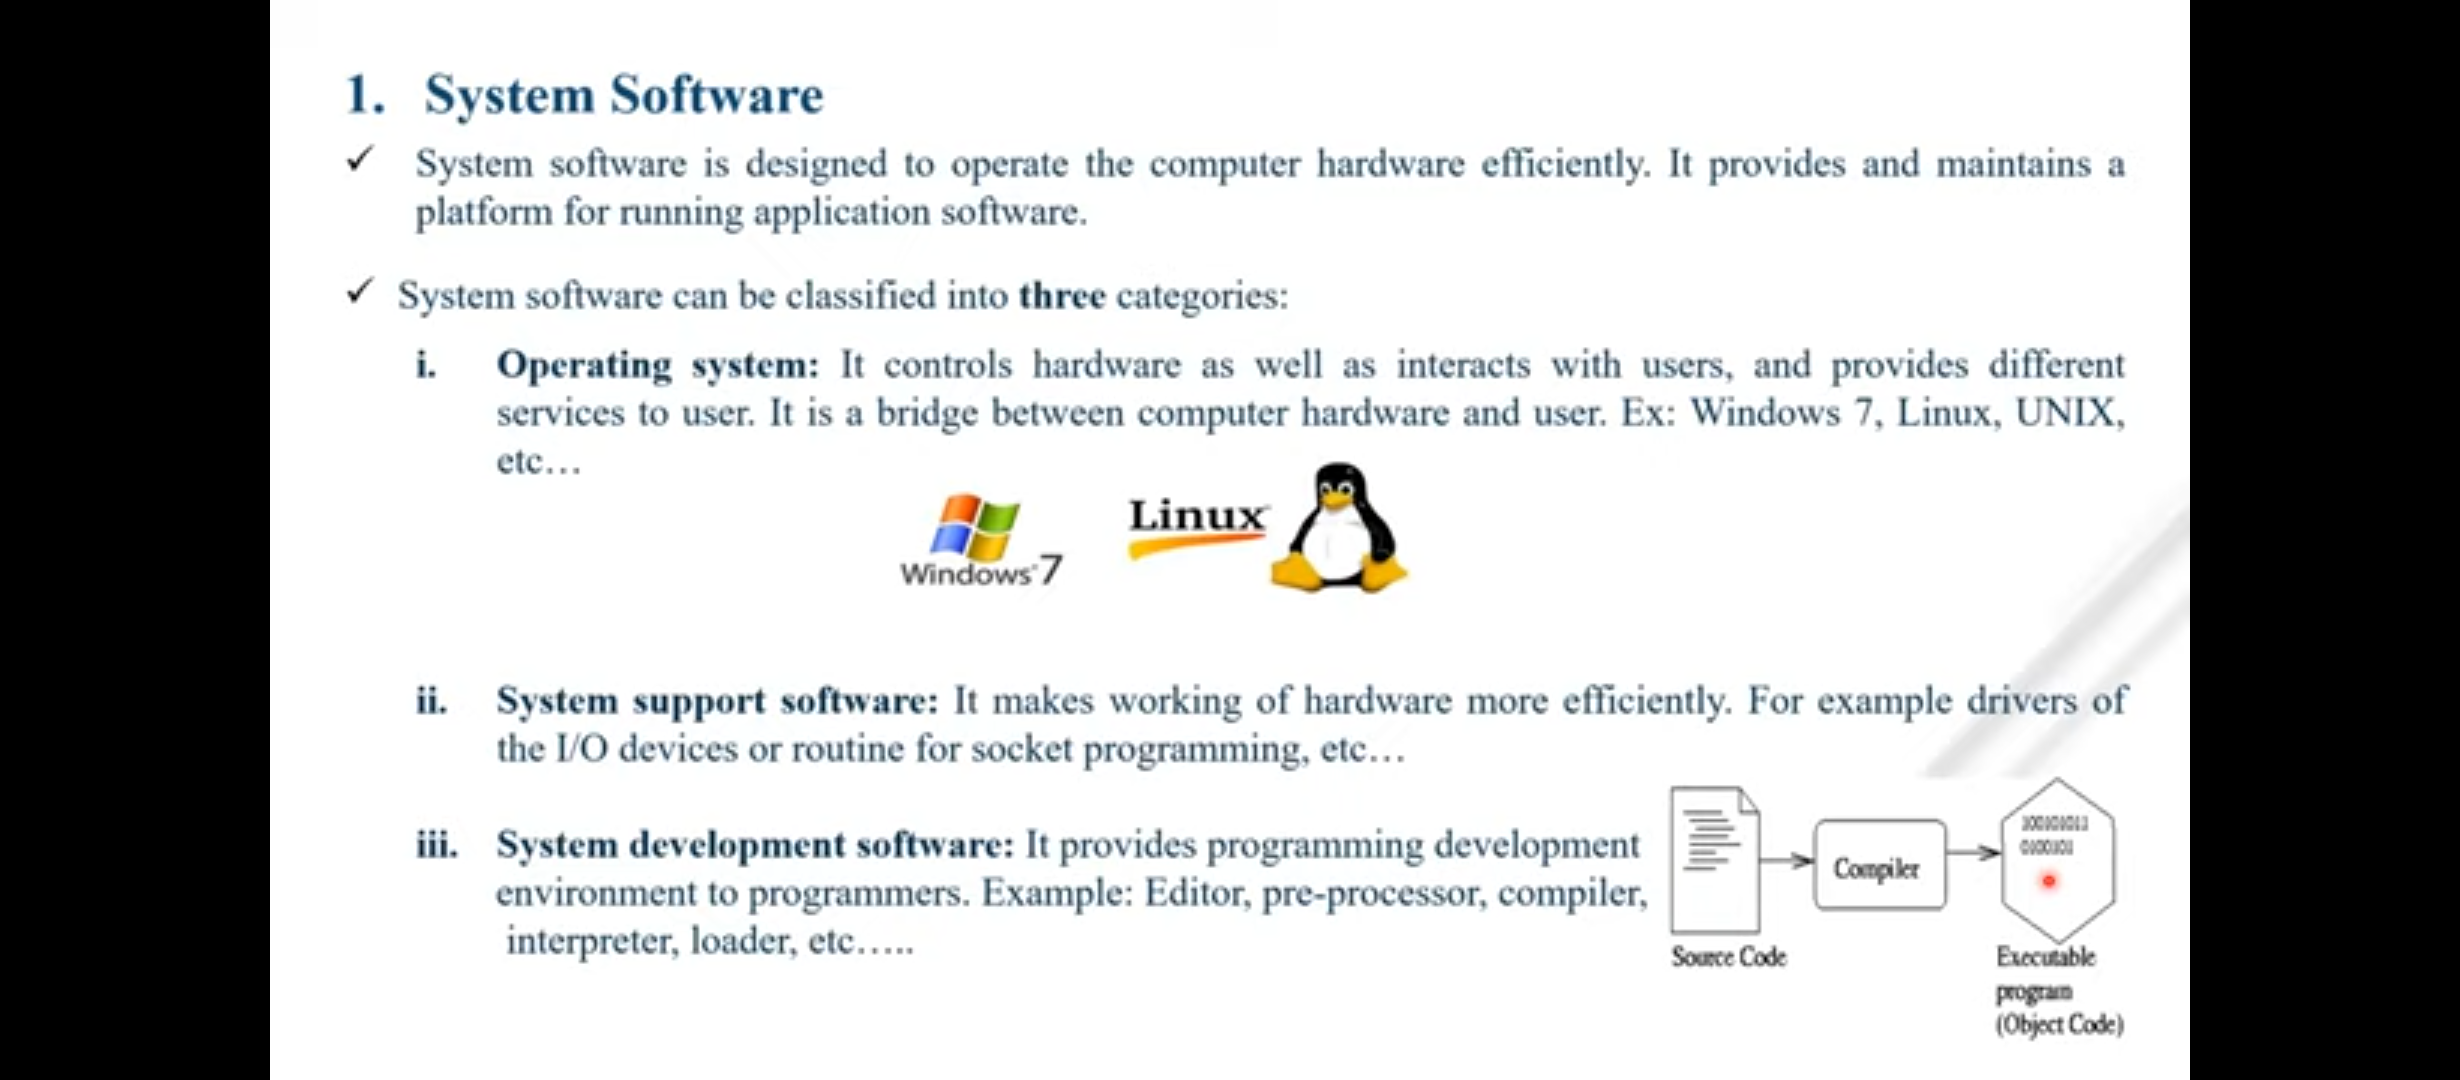 1. System Software
✓ System software is designed to operate the computer hardware efficiently. It provides and maintains a
platform for running application software.
✓ System software can be classified into three categories:
i. Operating system: It controls hardware as well as interacts with users, and provides different
services to user. It is a bridge between computer hardware and user. Ex: Windows 7, Linux, UNIX,
etc…
Windows 7
Linux
ii. System support software: It makes working of hardware more efficiently. For example drivers of
the I/O devices or routine for socket programming, etc…
iii. System development software: It provides programming development
environment to programmers. Example: Editor, pre-processor, compiler,
interpreter, loader, etc…..
Source Code
Compiler
100101011
0100101
Executable
program
(Object Code)